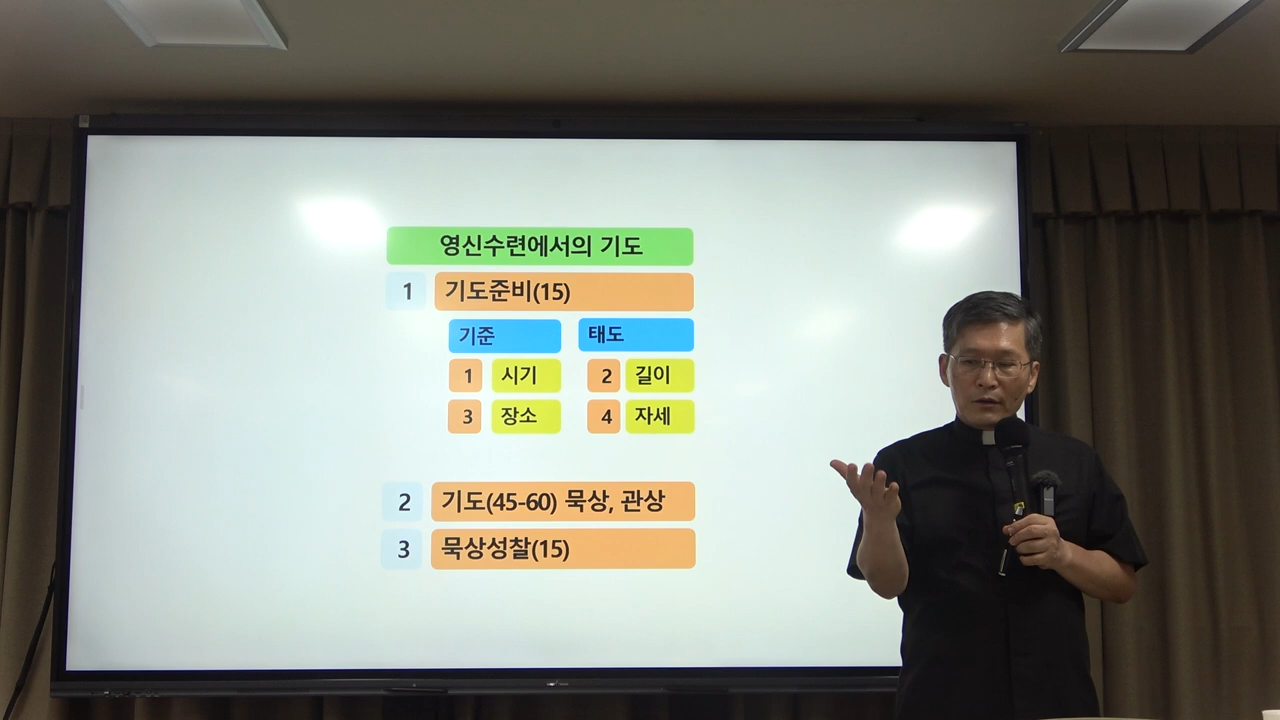 영신수련에서의 기도
1 기도준비(15)
기준 태도
1 시기 2 길이
3 장소 4 자세
2 기도(45-60) 묵상, 관상
3 묵상성찰(15)